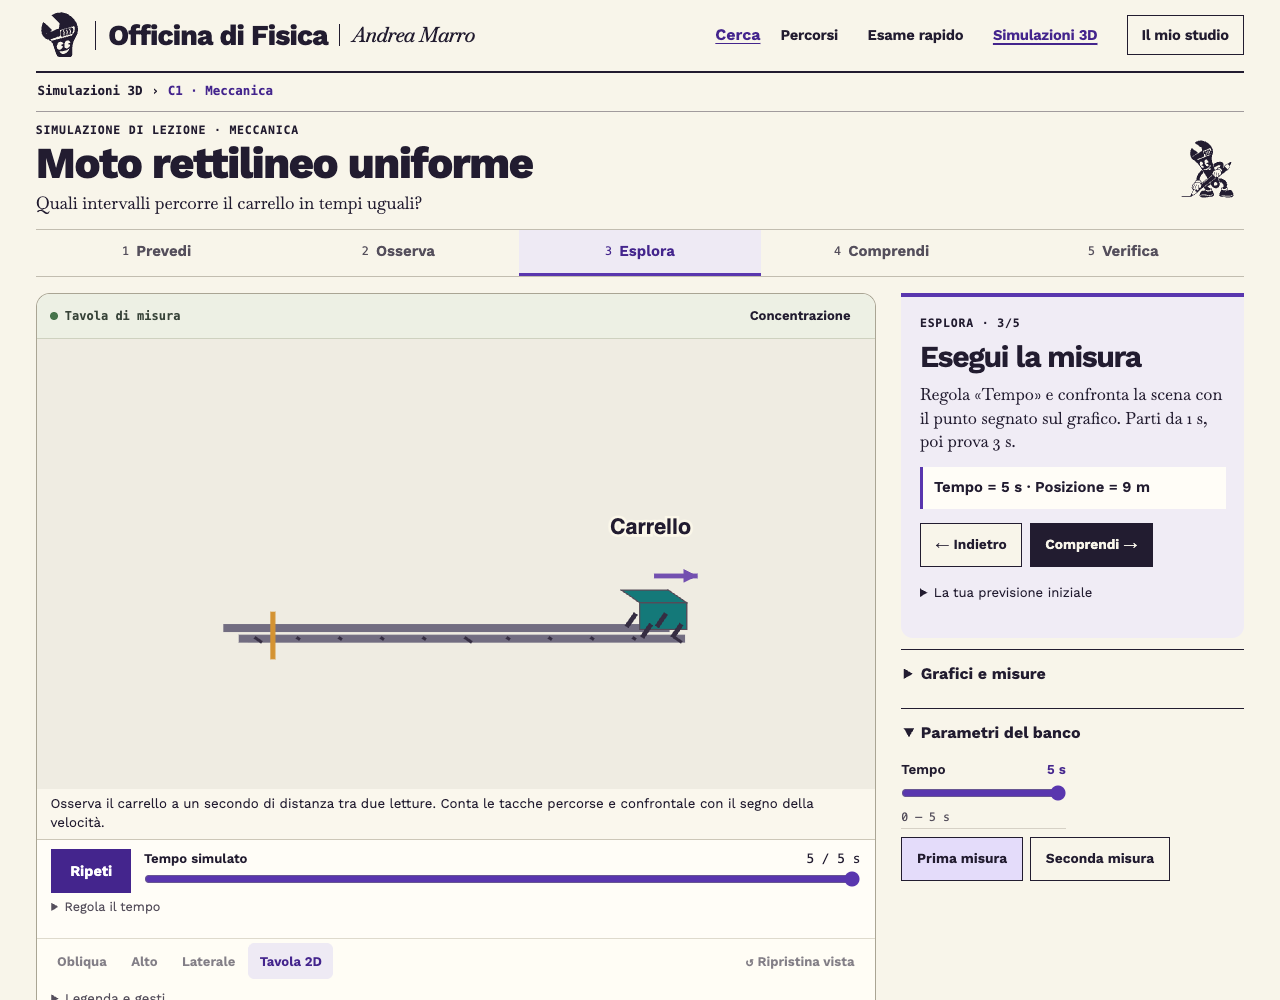 Officina di Fisica
Andrea Marro
Cerca
Percorsi
Esame rapido
Simulazioni 3D
Il mio studio
Simulazioni 3D › C1 · Meccanica
SIMULAZIONE DI LEZIONE · MECCANICA
Moto rettilineo uniforme
Quali intervalli percorre il carrello in tempi uguali?
1 Prevedi
2 Osserva
3 Esplora
4 Comprendi
5 Verifica
Tavola di misura
Concentrazione
Carrello
Osserva il carrello a un secondo di distanza tra due letture. Conta le tacche percorse e confrontale con il segno della
velocità.
Ripeti
Tempo simulato
5 / 5 s
Regola il tempo
Obliqua
Alto
Laterale
Tavola 2D
↺ Ripristina vista
Legenda e gesti
ESPLORA · 3/5
Esegui la misura
Regola «Tempo» e confronta la scena con
il punto segnato sul grafico. Parti da 1 s,
poi prova 3 s.
Tempo = 5 s · Posizione = 9 m
← Indietro
Comprendi →
La tua previsione iniziale
Grafici e misure
Parametri del banco
Tempo
5 s
0 — 5 s
Prima misura
Seconda misura